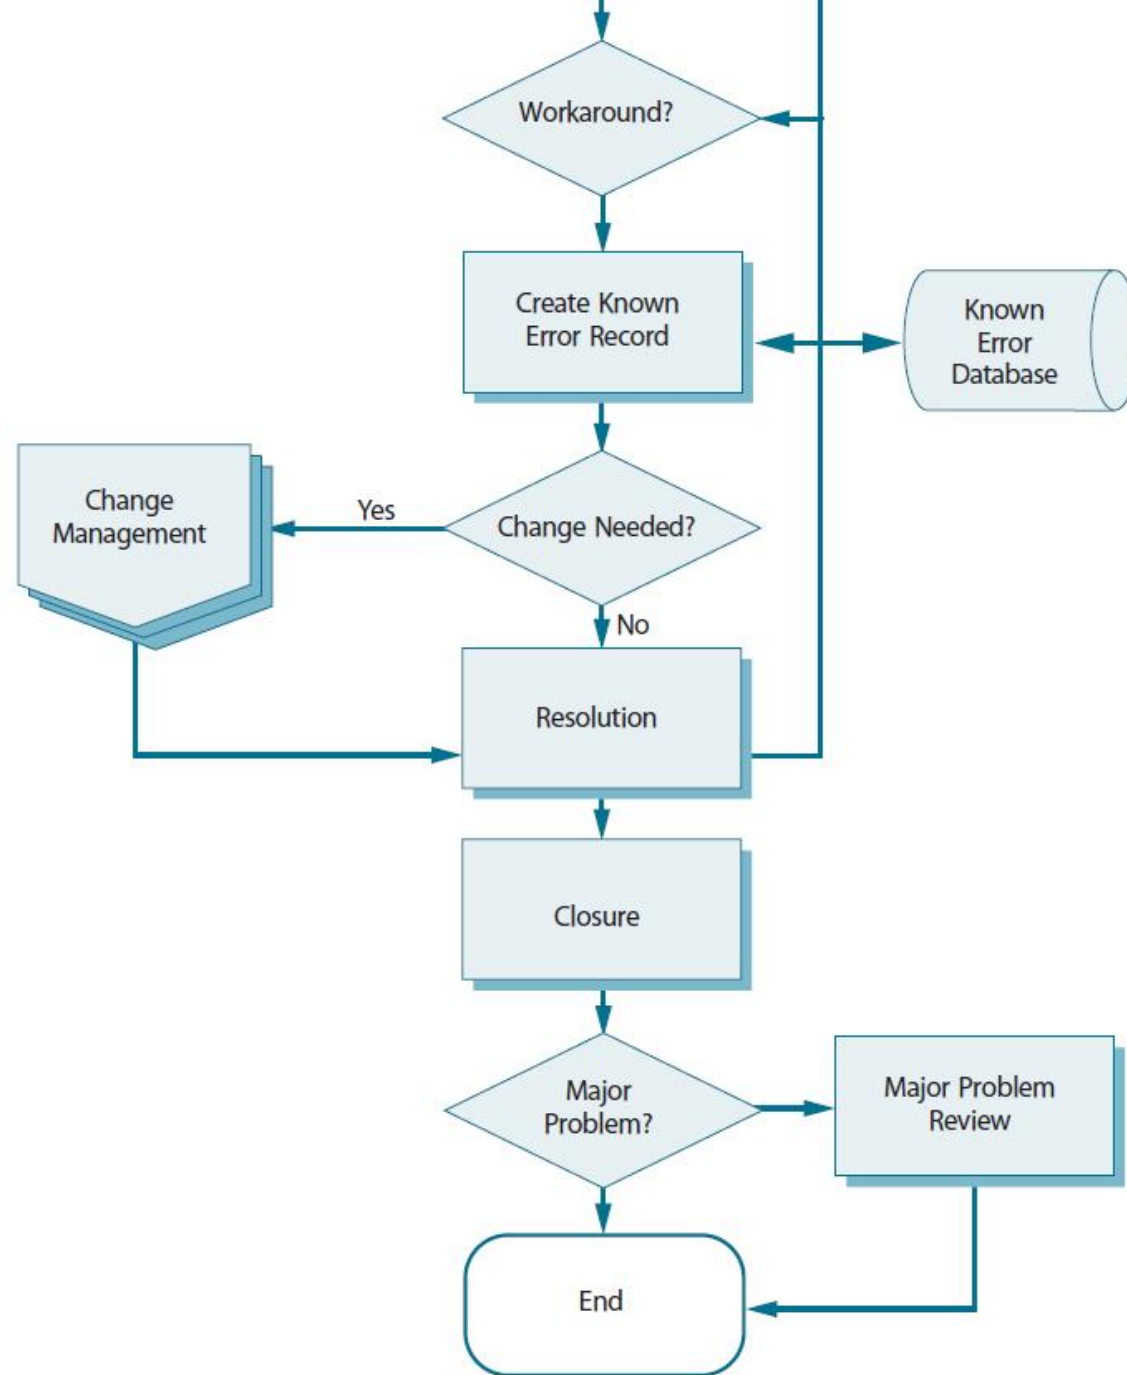 Workaround?
Create Known
Error Record
Known
Error
Database
Change
Management
Yes
Change Needed?
No
Resolution
Closure
Major
Problem?
Major Problem
Review
End